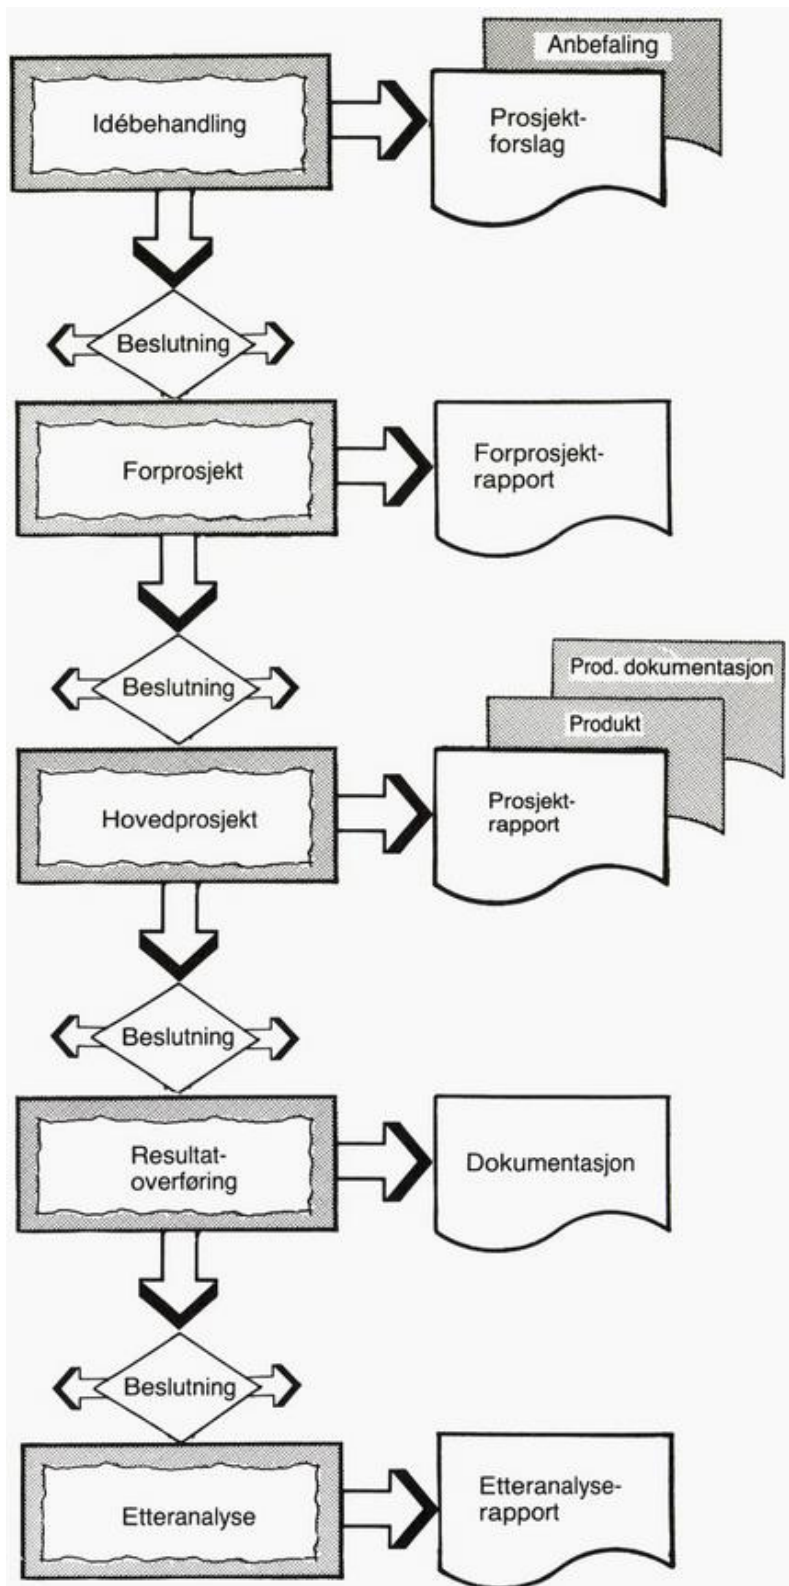 Anbefaling
Idébehandling
Prosjekt-
forslag
Beslutning
Forprosjekt
Forprosjekt-
rapport
Beslutning
Prod. dokumentasjon
Produkt
Hovedprosjekt
Prosjekt-
rapport
Beslutning
Resultat-
overføring
Dokumentasjon
Beslutning
Etteranalyse
Etteranalyse-
rapport